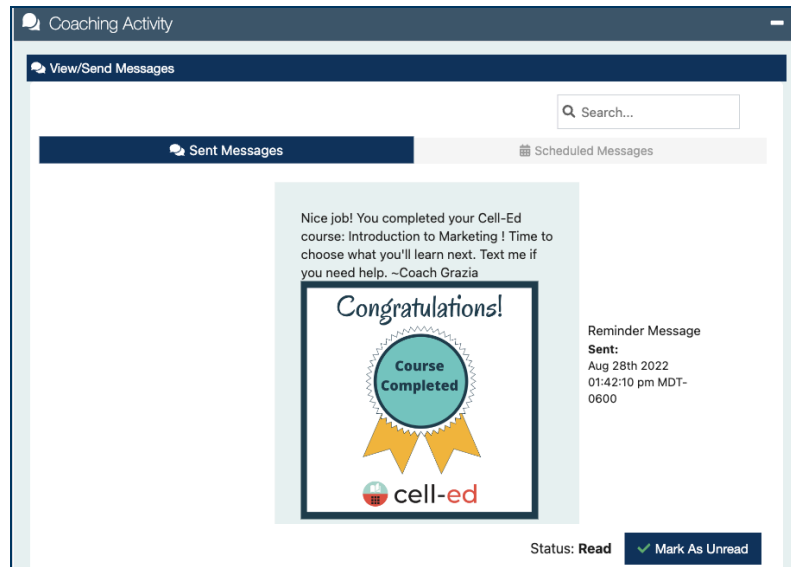 Coaching Activity
View/Send Messages
Search...
Sent Messages
Scheduled Messages
Nice job! You completed your Cell-Ed
course: Introduction to Marketing ! Time to
choose what you'll learn next. Text me if
you need help. ~Coach Grazia
Congratulations!
Course
Completed
cell-ed
Reminder Message
Sent:
Aug 28th 2022
01:42:10 pm MDT-
0600
Status: Read
Mark As Unread